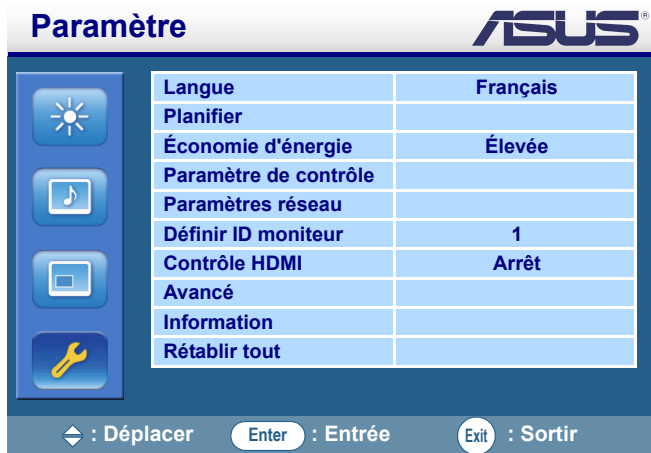 Paramètre ASUS®
Langue Français
Planifier
Économie d'énergie Élevée
Paramètre de contrôle
Paramètres réseau
Définir ID moniteur 1
Contrôle HDMI Arrêt
Avancé
Information
Rétablir tout
: Déplacer Enter : Entrée Exit : Sortir